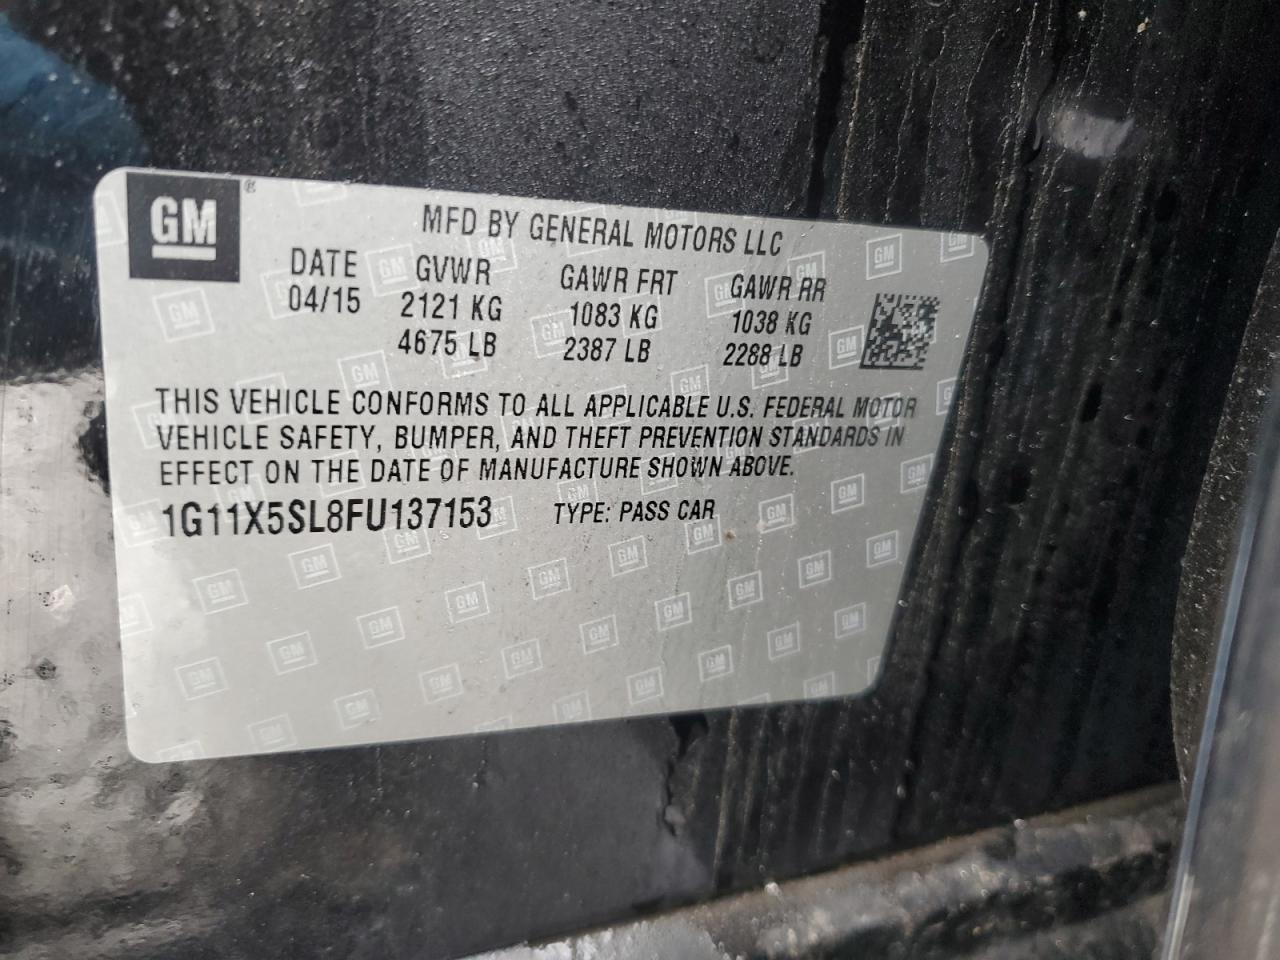 GM ®
MFD BY GENERAL MOTORS LLC
DATE GVWR GAWR FRT GAWR RR
04/15 2121 KG 1083 KG 1038 KG
4675 LB 2387 LB 2288 LB
THIS VEHICLE CONFORMS TO ALL APPLICABLE U.S. FEDERAL MOTOR
VEHICLE SAFETY, BUMPER, AND THEFT PREVENTION STANDARDS IN
EFFECT ON THE DATE OF MANUFACTURE SHOWN ABOVE.
1G11X5SL8FU137153 TYPE: PASS CAR